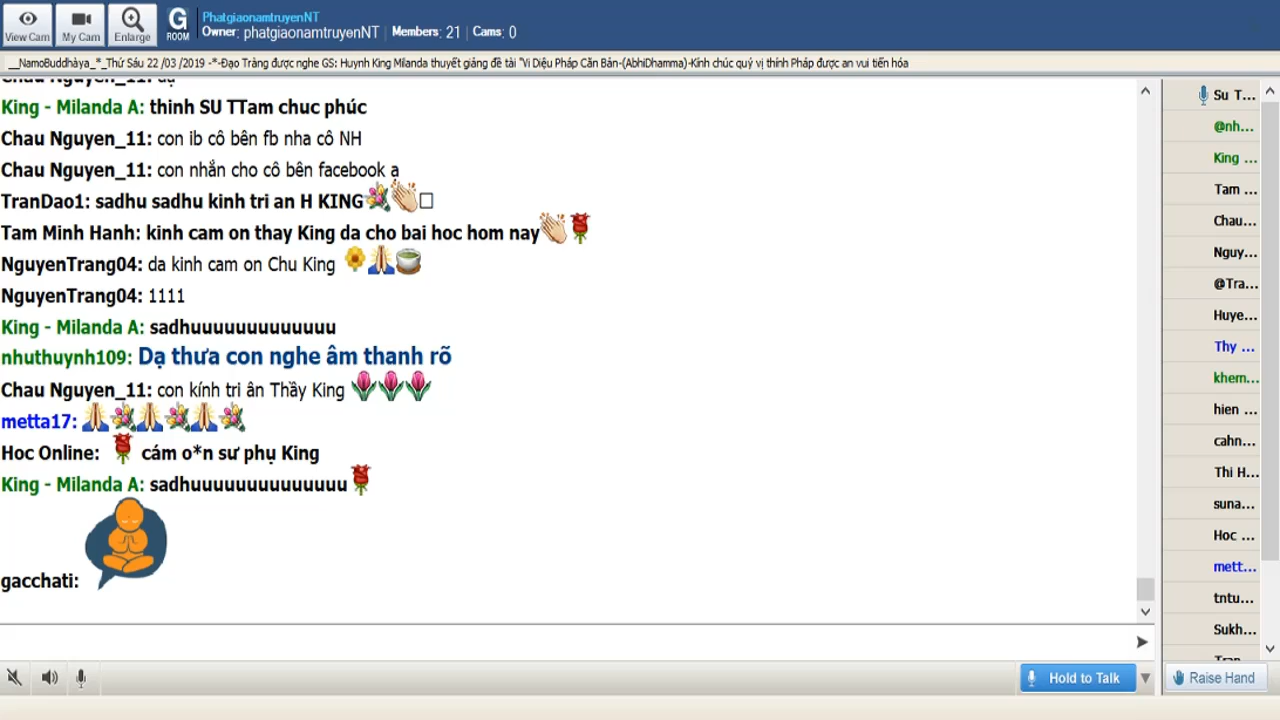 View Cam
My Cam
Enlarge
G
ROOM
PhatgiaonamtruyenNT
Owner: phatgiaonamtruyenNT | Members: 21 | Cams: 0
__NamoBuddhàya_*_Thứ Sáu 22 /03 /2019 -*-Đạo Tràng được nghe GS: Huynh King Milanda thuyết giảng đề tài "Vi Diệu Pháp Căn Bản-(AbhiDhamma)-Kính chúc quý vị thính Pháp được an vui tiến hóa
Chau Nguyen_11: dạ
King - Milanda A: thinh SU TTam chuc phúc
Chau Nguyen_11: con ib cô bên fb nha cô NH
Chau Nguyen_11: con nhắn cho cô bên facebook ạ
TranDao1: sadhu sadhu kinh tri an H KING
Tam Minh Hanh: kinh cam on thay King da cho bai hoc hom nay
NguyenTrang04: da kinh cam on Chu King
NguyenTrang04: 1111
King - Milanda A: sadhuuuuuuuuuuuuu
nhuthuynh109: Dạ thưa con nghe âm thanh rõ
Chau Nguyen_11: con kính tri ân Thầy King
metta17:
Hoc Online: cám o*n sư phụ King
King - Milanda A: sadhuuuuuuuuuuuuuu
gacchati:
Su T...
@nh...
King ...
Tam ...
Chau...
Nguy...
@Tra...
Huye...
Thy ...
khem...
hien ...
cahn...
Thi H...
suna...
Hoc ...
mett...
tntu...
Sukh...
Tran
Hold to Talk
Raise Hand